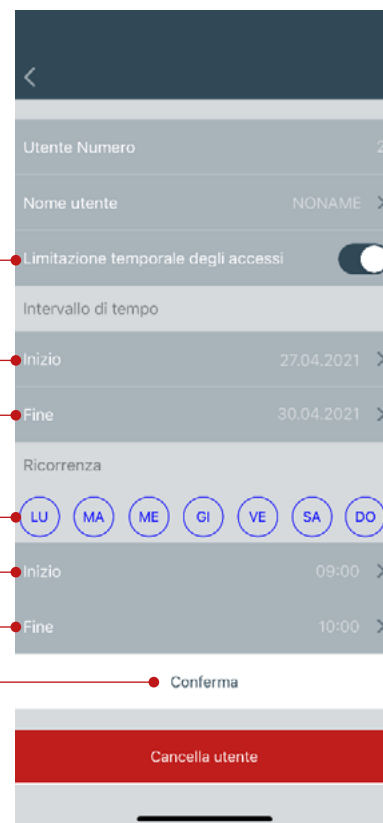 Utente Numero 2
Nome utente NONAME
Limitazione temporale degli accessi
Intervallo di tempo
Inizio 27.04.2021
Fine 30.04.2021
Ricorrenza
LU MA ME GI VE SA DO
Inizio 09:00
Fine 10:00
Conferma
Cancella utente